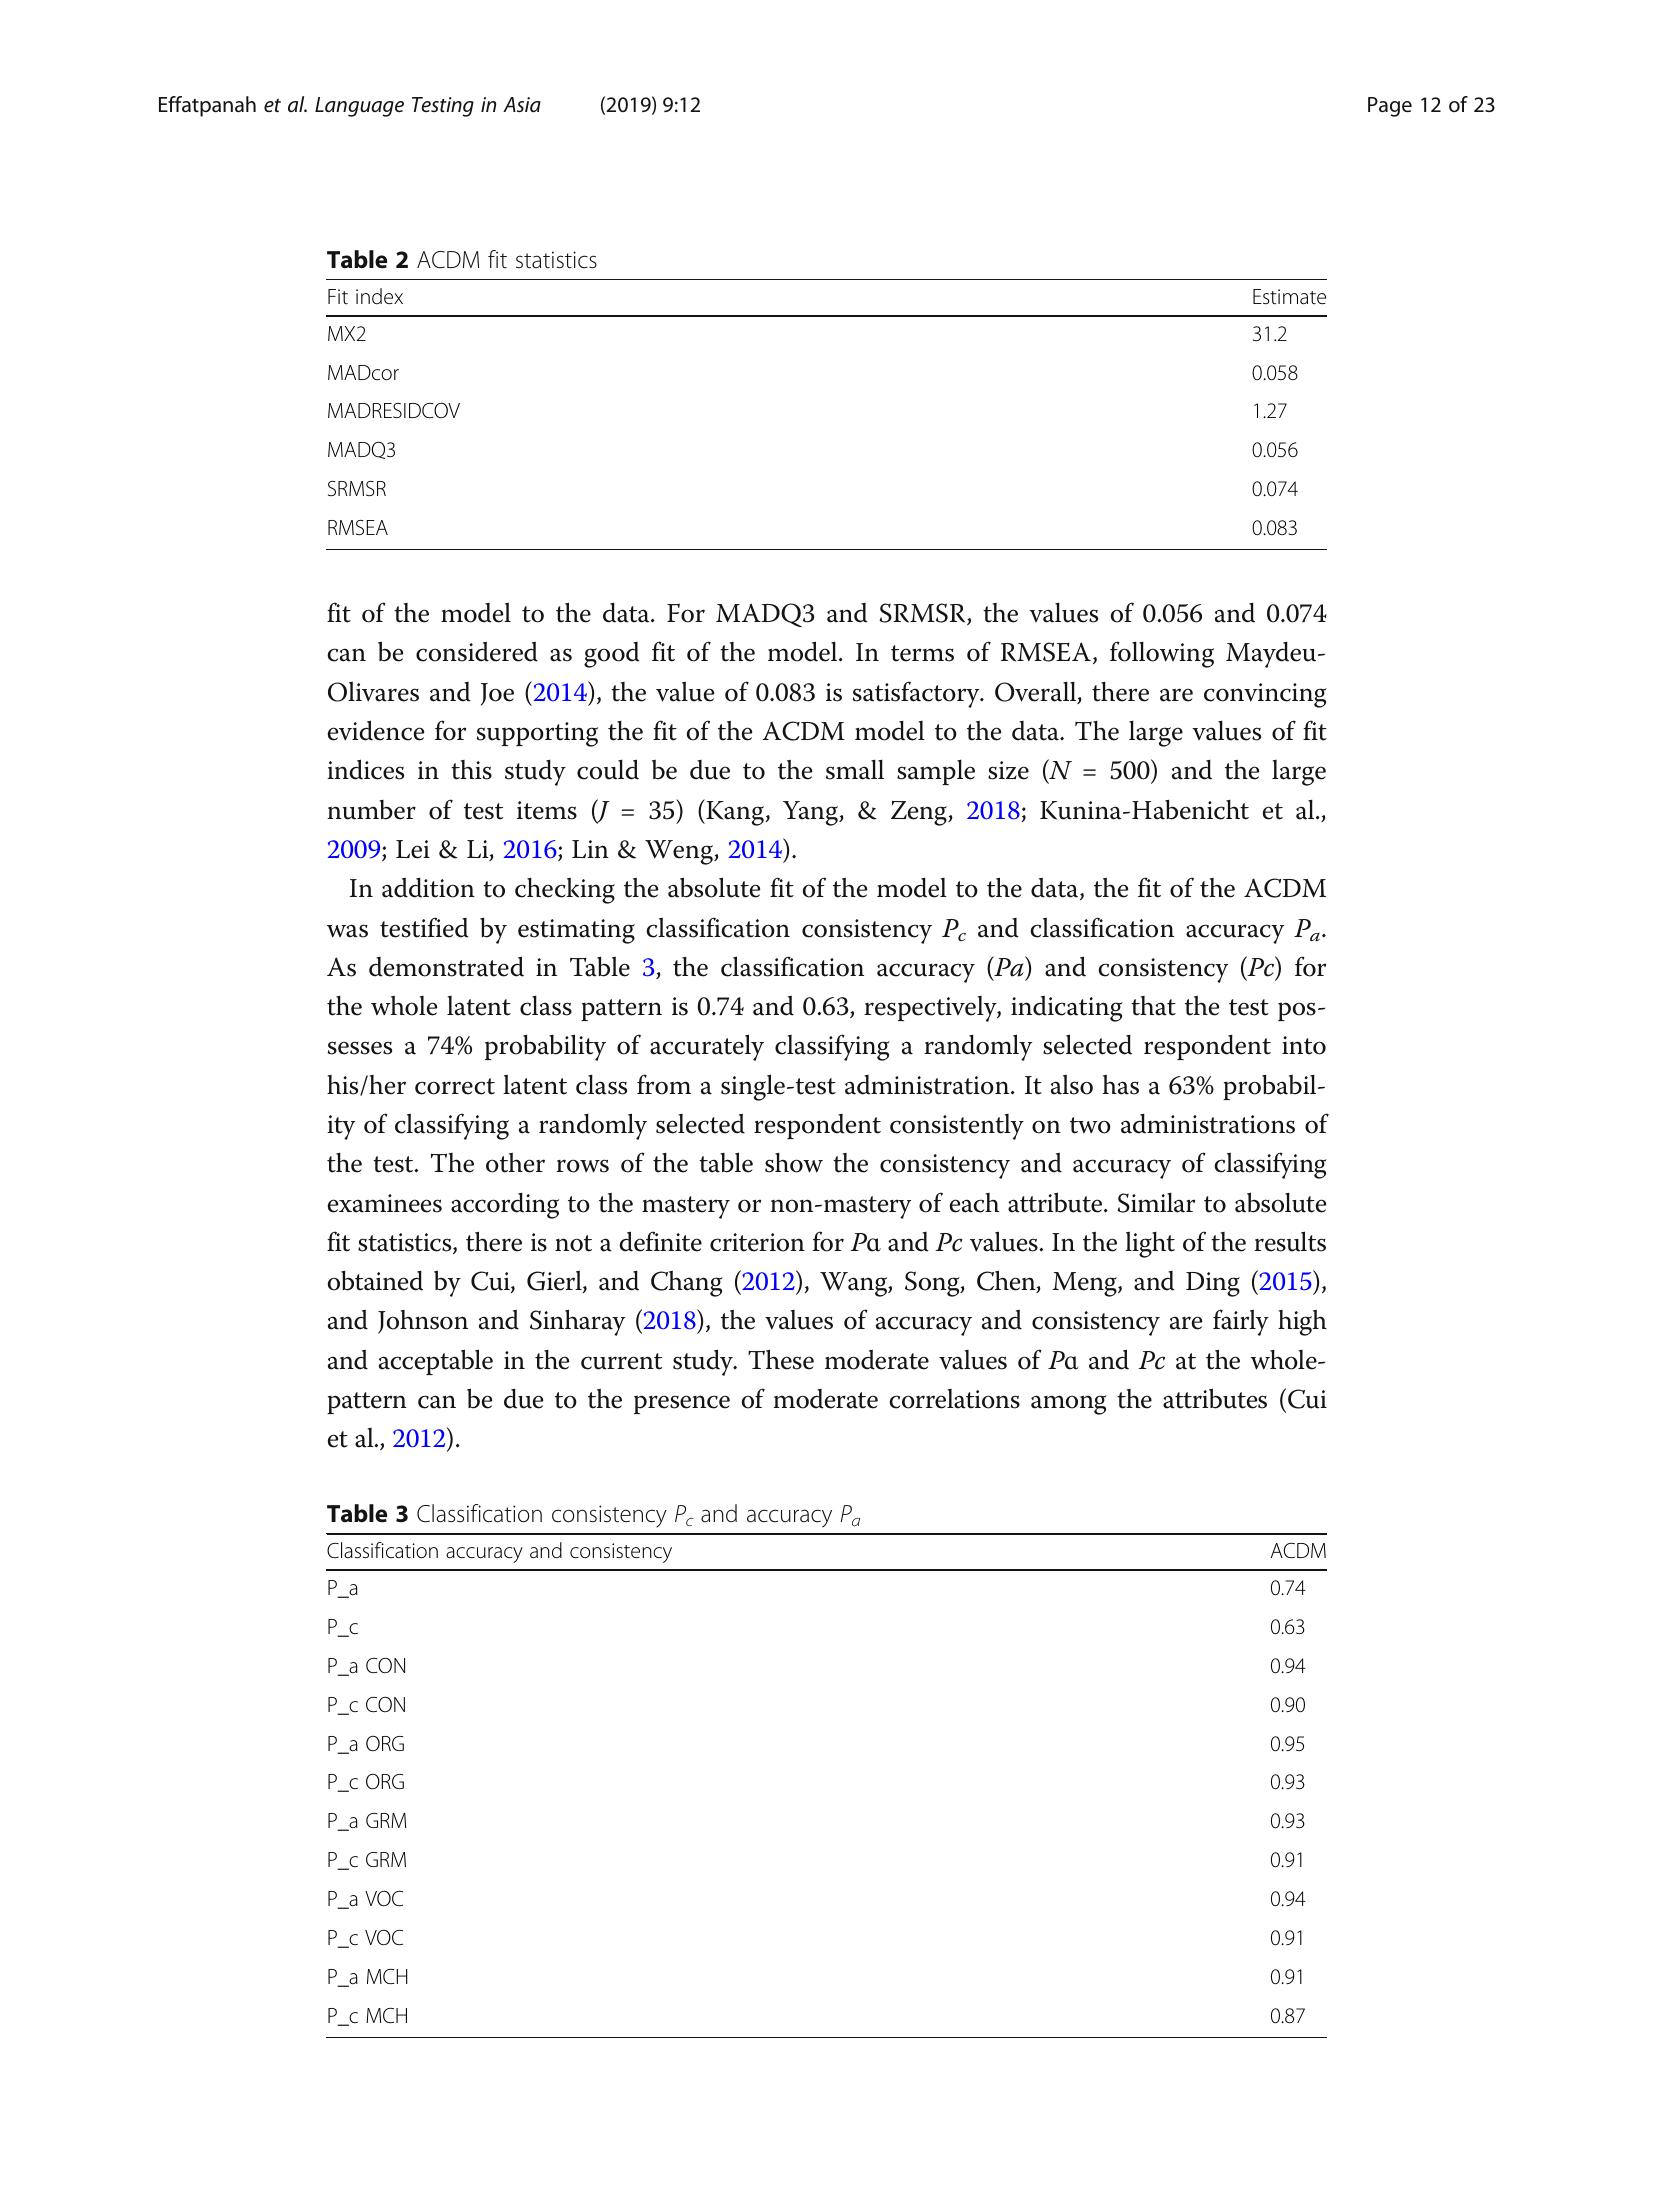 Effatpanah et al. Language Testing in Asia (2019) 9:12 Page 12 of 23
Table 2 ACDM fit statistics
Fit index Estimate
MX2 31.2
MADcor 0.058
MADRESIDCOV 1.27
MADQ3 0.056
SRMSR 0.074
RMSEA 0.083
fit of the model to the data. For MADQ3 and SRMSR, the values of 0.056 and 0.074
can be considered as good fit of the model. In terms of RMSEA, following Maydeu-
Olivares and Joe (2014), the value of 0.083 is satisfactory. Overall, there are convincing
evidence for supporting the fit of the ACDM model to the data. The large values of fit
indices in this study could be due to the small sample size (N = 500) and the large
number of test items (J = 35) (Kang, Yang, & Zeng, 2018; Kunina-Habenicht et al.,
2009; Lei & Li, 2016; Lin & Weng, 2014).
In addition to checking the absolute fit of the model to the data, the fit of the ACDM
was testified by estimating classification consistency Pc and classification accuracy Pa.
As demonstrated in Table 3, the classification accuracy (Pa) and consistency (Pc) for
the whole latent class pattern is 0.74 and 0.63, respectively, indicating that the test pos-
sesses a 74% probability of accurately classifying a randomly selected respondent into
his/her correct latent class from a single-test administration. It also has a 63% probabil-
ity of classifying a randomly selected respondent consistently on two administrations of
the test. The other rows of the table show the consistency and accuracy of classifying
examinees according to the mastery or non-mastery of each attribute. Similar to absolute
fit statistics, there is not a definite criterion for Pɑ and Pc values. In the light of the results
obtained by Cui, Gierl, and Chang (2012), Wang, Song, Chen, Meng, and Ding (2015),
and Johnson and Sinharay (2018), the values of accuracy and consistency are fairly high
and acceptable in the current study. These moderate values of Pɑ and Pc at the whole-
pattern can be due to the presence of moderate correlations among the attributes (Cui
et al., 2012).
Table 3 Classification consistency Pc and accuracy Pa
Classification accuracy and consistency ACDM
P_a 0.74
P_c 0.63
P_a CON 0.94
P_c CON 0.90
P_a ORG 0.95
P_c ORG 0.93
P_a GRM 0.93
P_c GRM 0.91
P_a VOC 0.94
P_c VOC 0.91
P_a MCH 0.91
P_c MCH 0.87